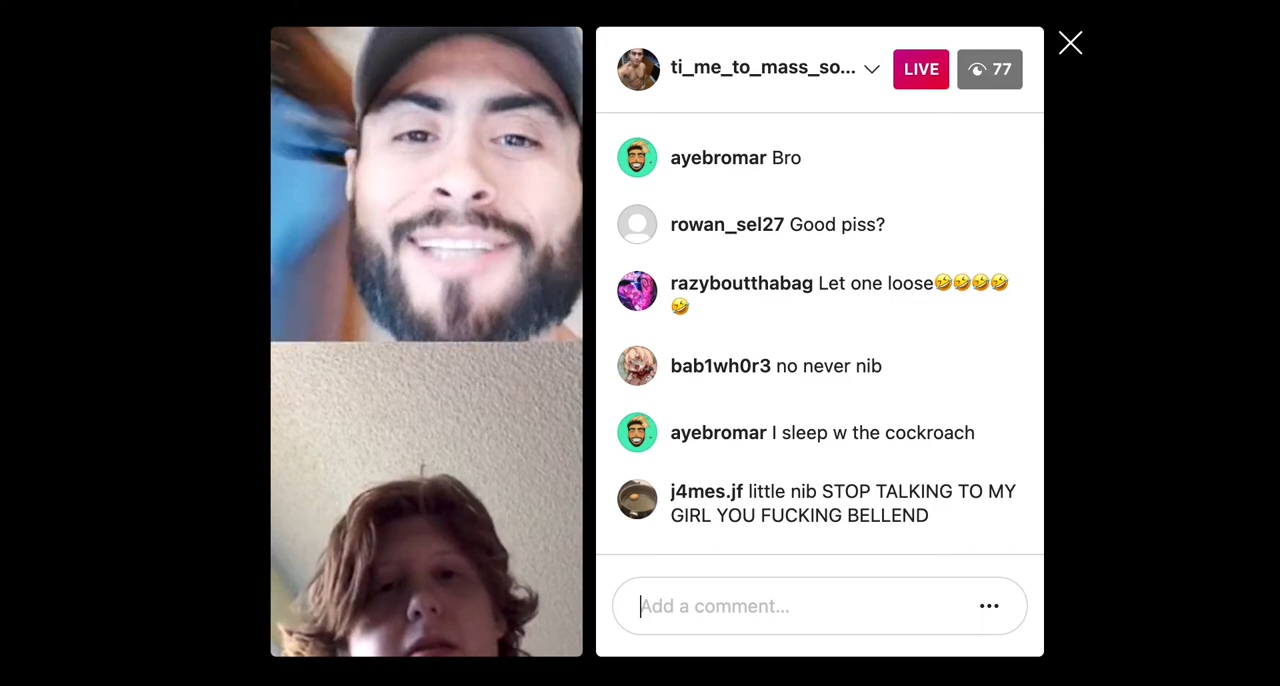 ti_me_to_mass_so... LIVE 77
ayebromar Bro
rowan_sel27 Good piss?
razyboutthabag Let one loose🤣🤣🤣🤣
🤣
bab1wh0r3 no never nib
ayebromar I sleep w the cockroach
j4mes.jf little nib STOP TALKING TO MY
GIRL YOU FUCKING BELLEND
Add a comment...